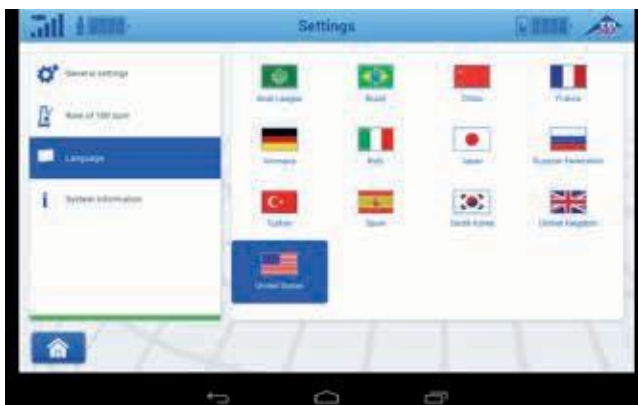 Settings
General settings
Rate of 100 bpm
Language
System information
Arab League
Brazil
China
France
Germany
Italy
Japan
Russian Federation
Turkey
Spain
South Korea
United Kingdom
United States